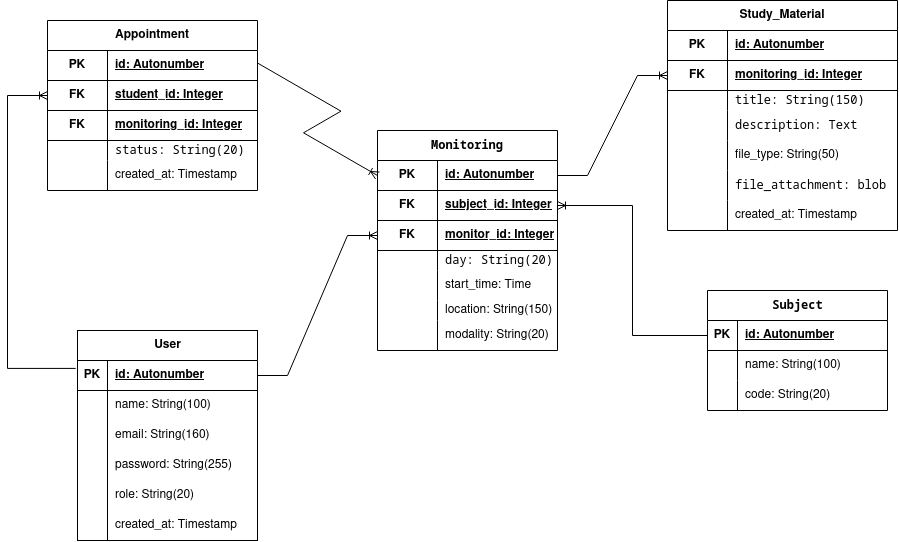 Appointment
PK id: Autonumber
FK student_id: Integer
FK monitoring_id: Integer
status: String(20)
created_at: Timestamp
Study_Material
PK id: Autonumber
FK monitoring_id: Integer
title: String(150)
description: Text
file_type: String(50)
file_attachment: blob
created_at: Timestamp
Monitoring
PK id: Autonumber
FK subject_id: Integer
FK monitor_id: Integer
day: String(20)
start_time: Time
location: String(150)
modality: String(20)
Subject
PK id: Autonumber
name: String(100)
code: String(20)
User
PK id: Autonumber
name: String(100)
email: String(160)
password: String(255)
role: String(20)
created_at: Timestamp